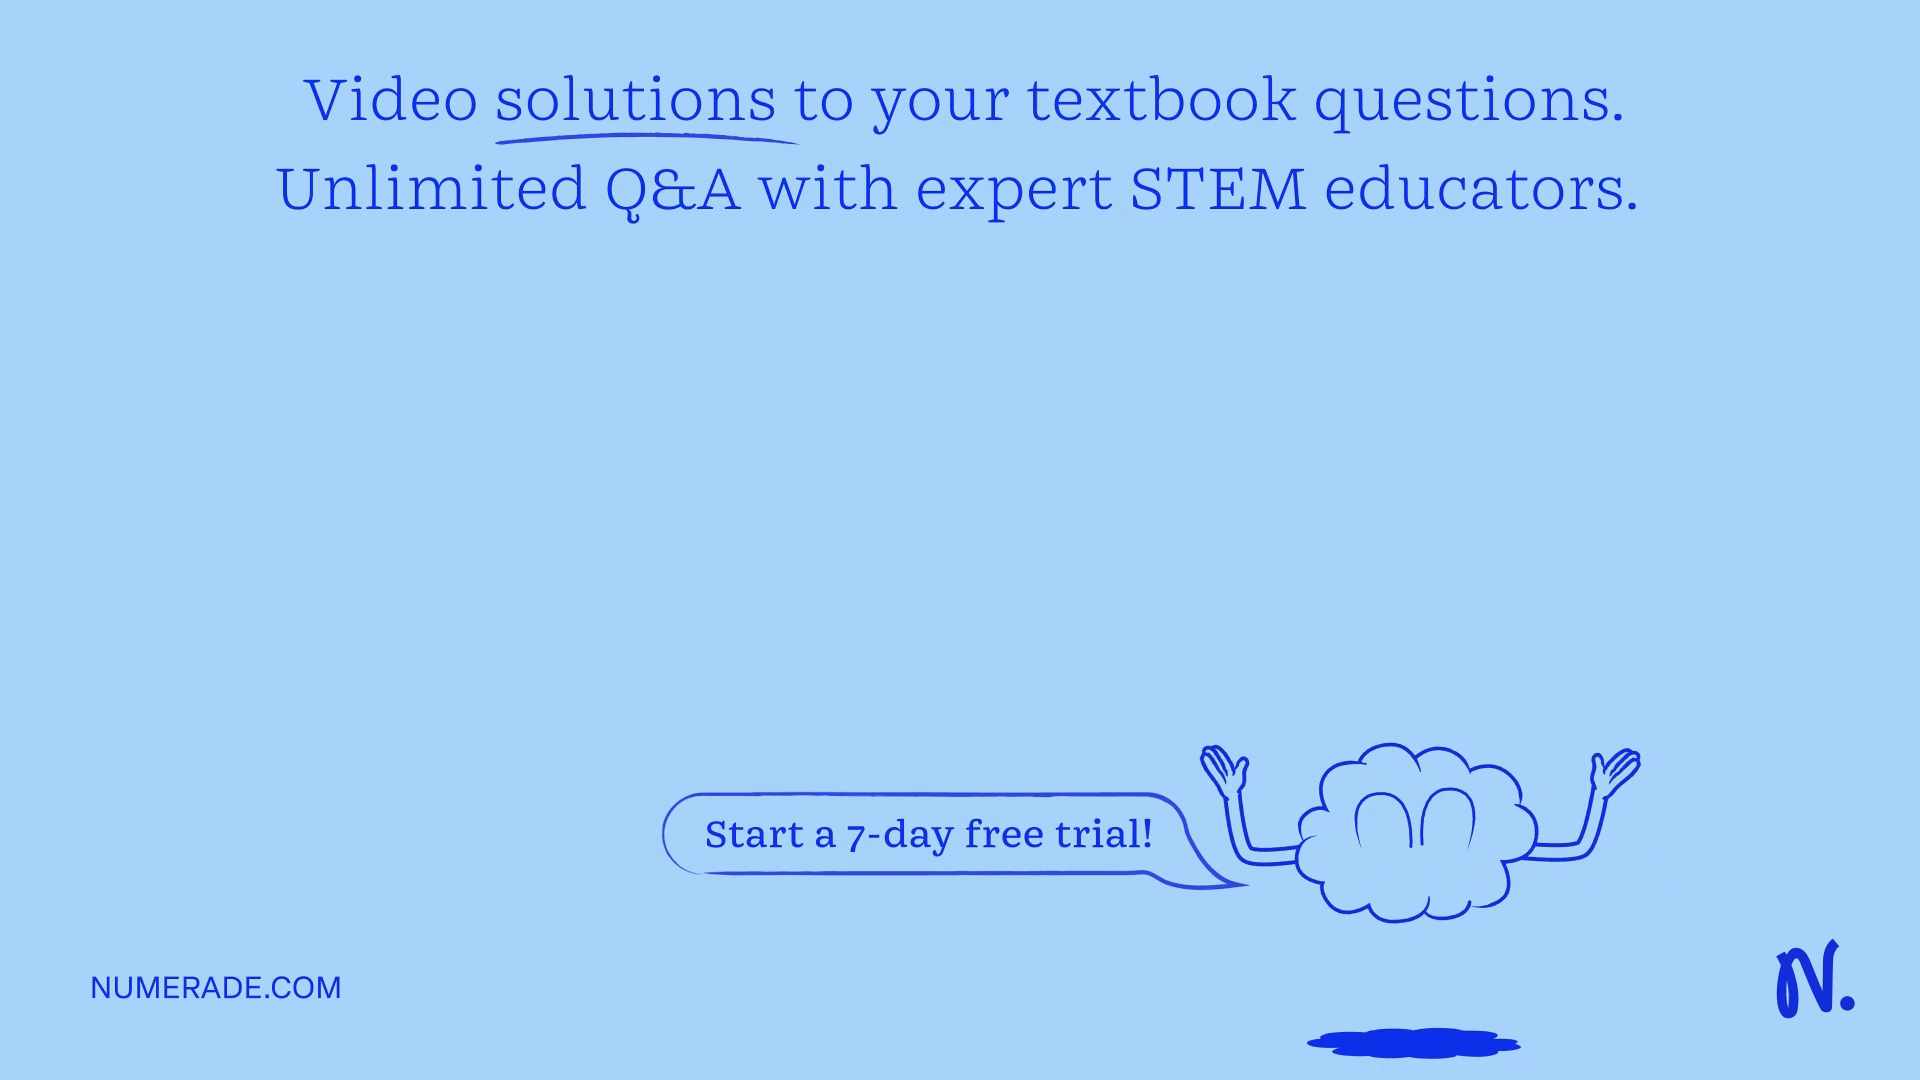 Video solutions to your textbook questions.
Unlimited Q&A with expert STEM educators.
Start a 7-day free trial!
NUMERADE.COM
N.